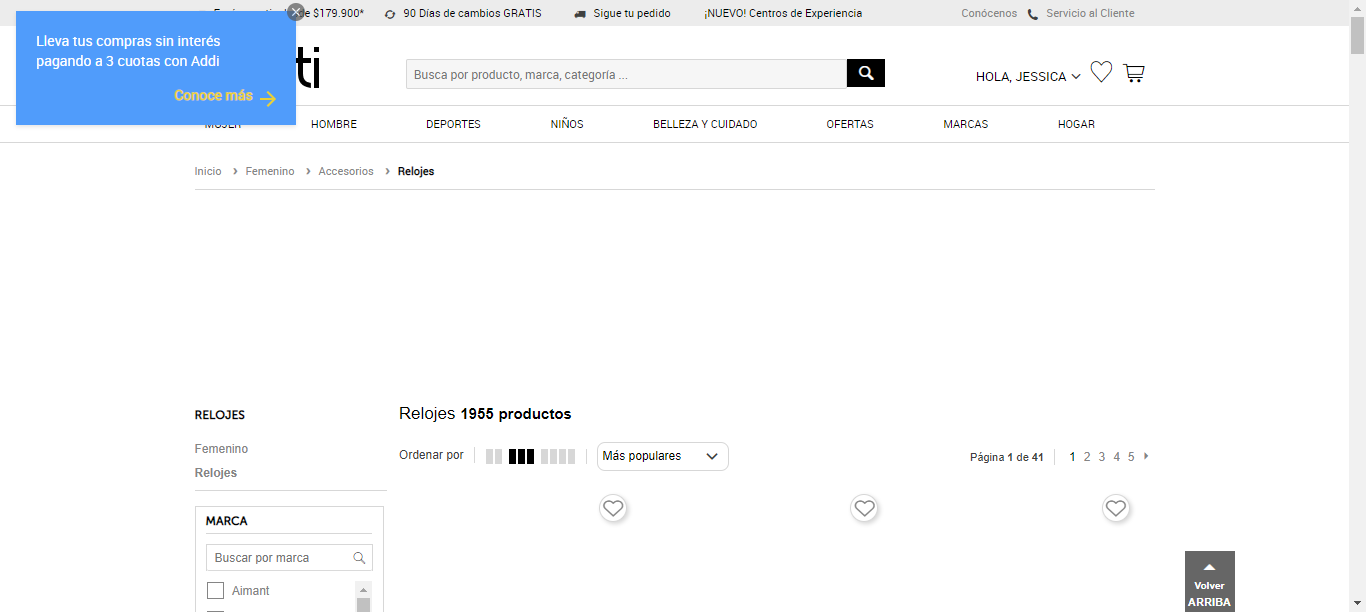 e $179.900*
90 Días de cambios GRATIS
Sigue tu pedido
¡NUEVO! Centros de Experiencia
Conócenos
Servicio al Cliente
Lleva tus compras sin interés
pagando a 3 cuotas con Addi
Conoce más
ti
Busca por producto, marca, categoría ...
HOLA, JESSICA
MUJER
HOMBRE
DEPORTES
NIÑOS
BELLEZA Y CUIDADO
OFERTAS
MARCAS
HOGAR
Inicio
Femenino
Accesorios
Relojes
RELOJES
Femenino
Relojes
MARCA
Buscar por marca
Aimant
Relojes 1955 productos
Ordenar por
Más populares
Página 1 de 41
1 2 3 4 5
Volver
ARRIBA